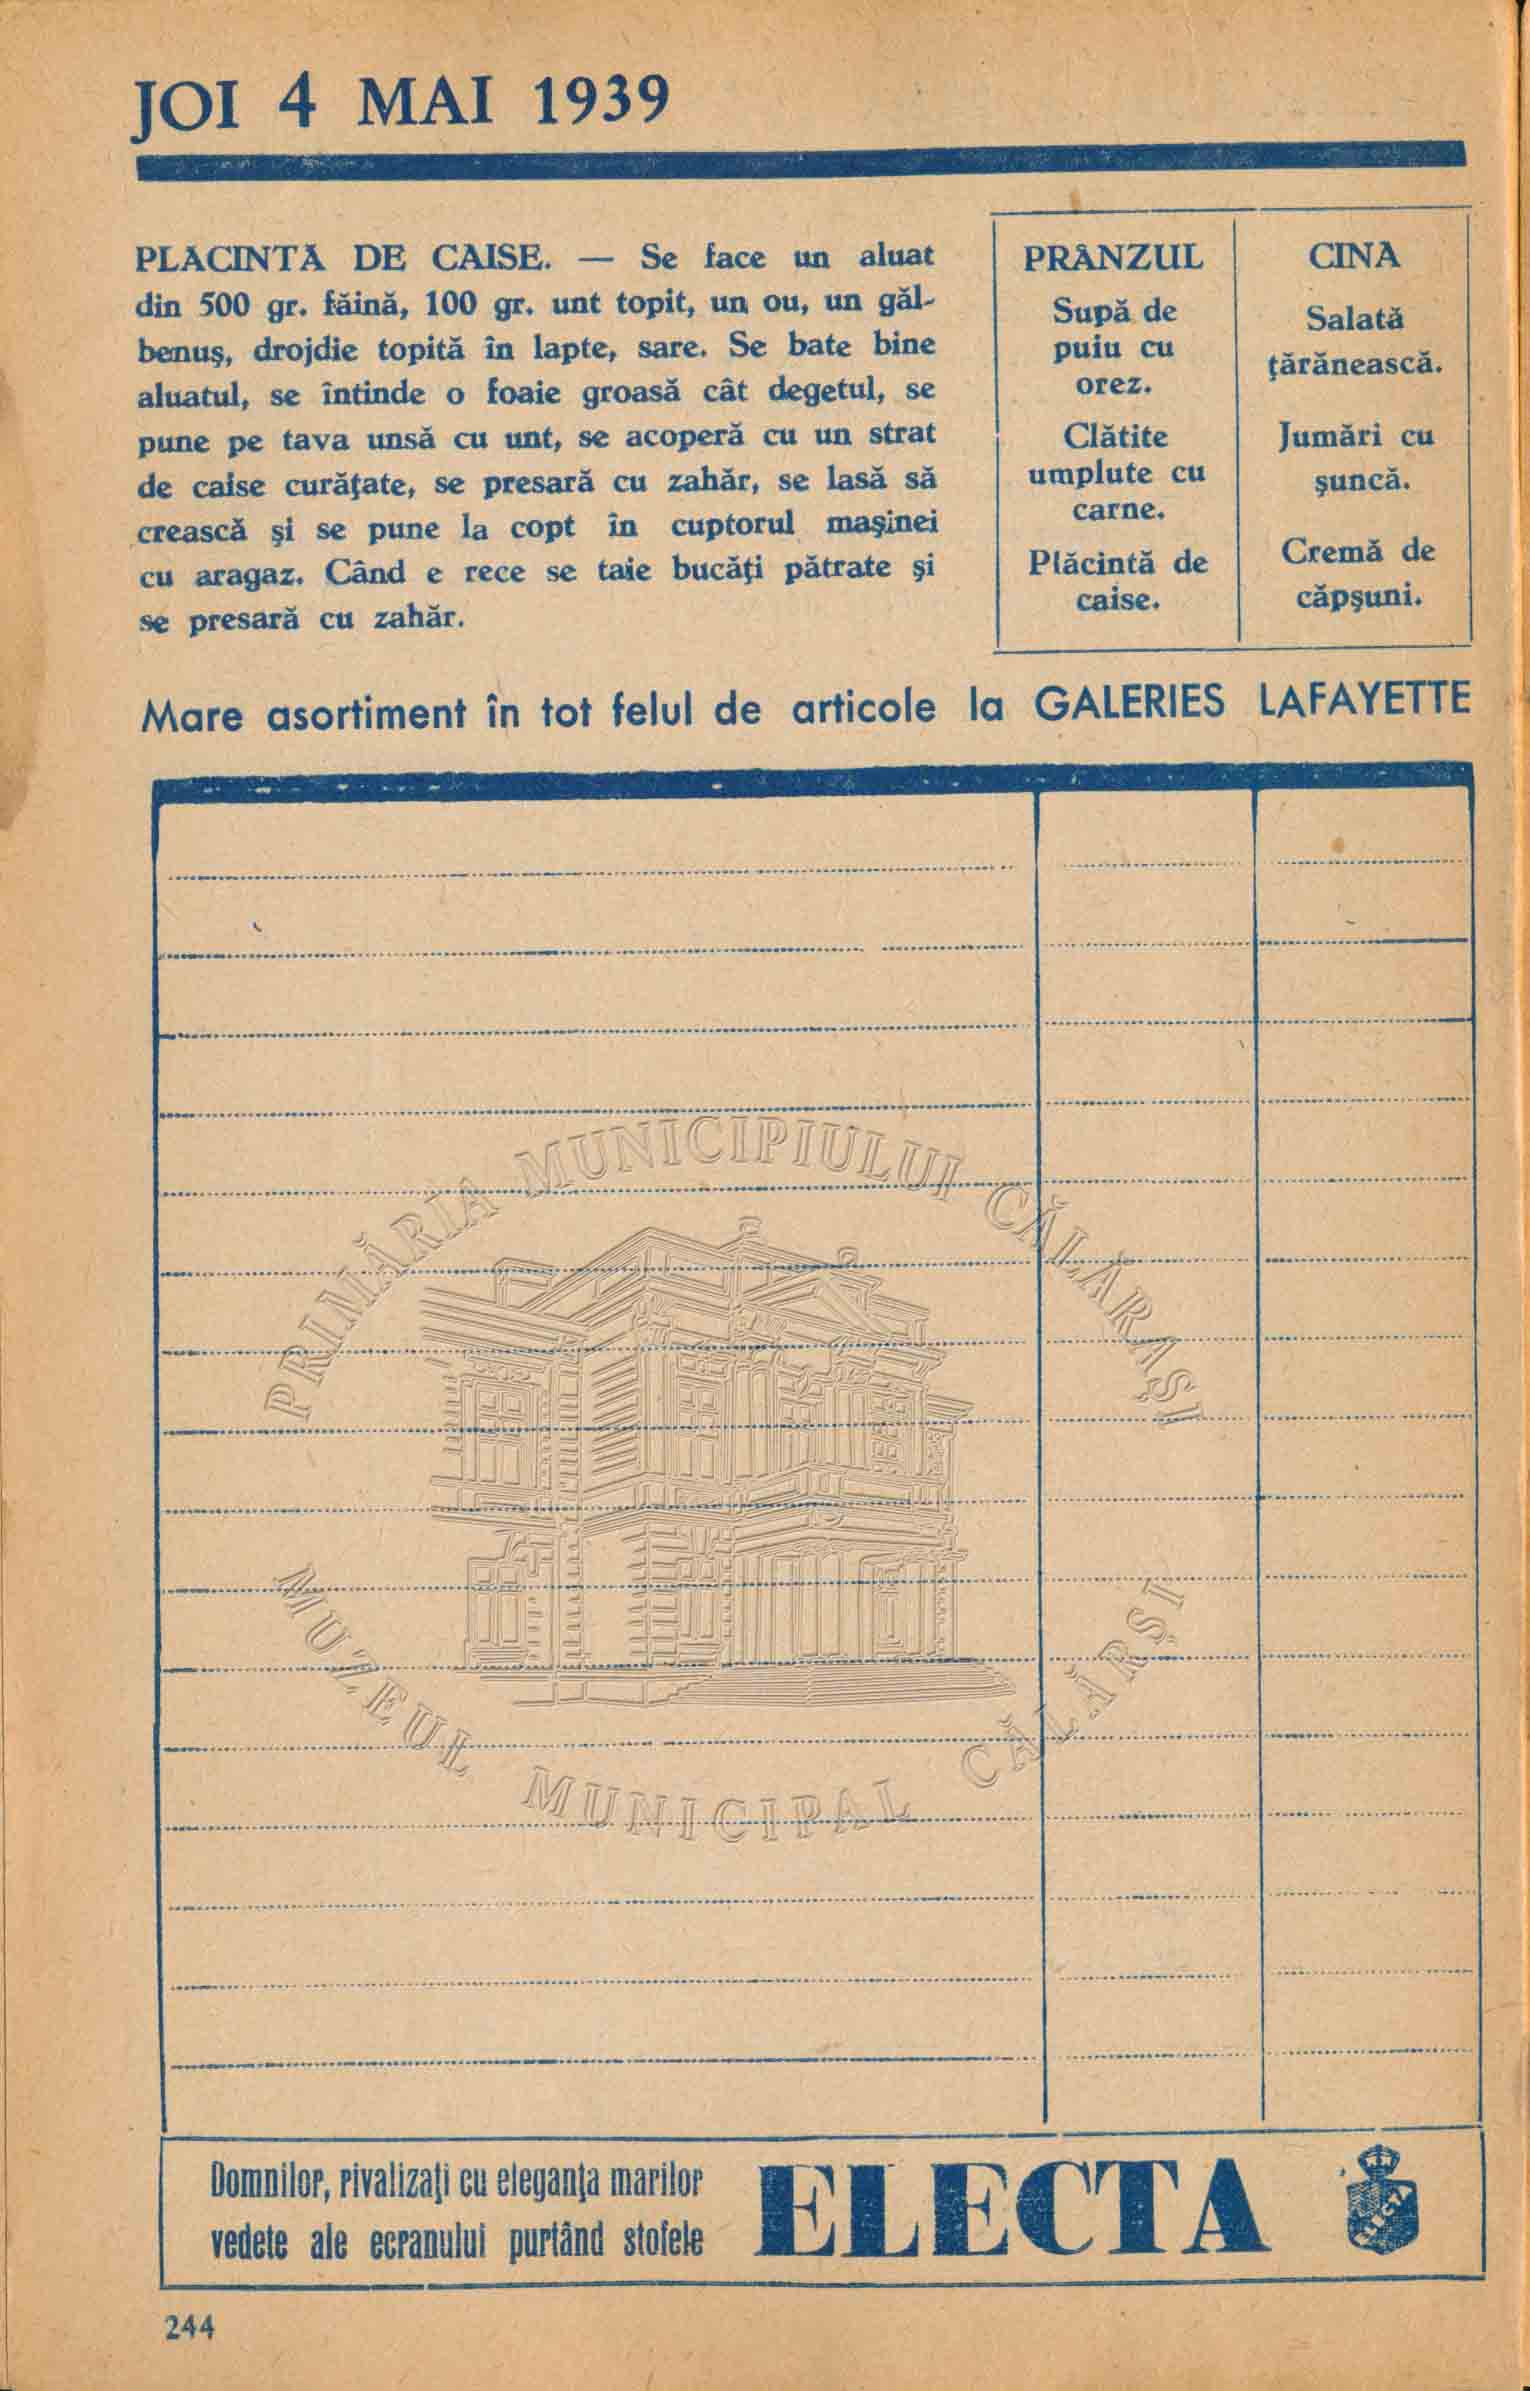 JOI 4 MAI 1939
PLĂCINTĂ DE CAISE. — Se face un aluat
din 500 gr. făină, 100 gr. unt topit, un ou, un găl-
benuş, drojdie topită în lapte, sare. Se bate bine
aluatul, se întinde o foaie groasă cât degetul, se
pune pe tava unsă cu unt, se acoperă cu un strat
de caise curăţate, se presară cu zahăr, se lasă să
crească şi se pune la copt în cuptorul maşinei
cu aragaz. Când e rece se taie bucăţi pătrate şi
se presară cu zahăr.
PRÂNZUL
Supă de
puiu cu
orez.
Clătite
umplute cu
carne.
Plăcintă de
caise.
CINA
Salată
ţărănească.
Jumări cu
şuncă.
Cremă de
căpşuni.
Mare asortiment în tot felul de articole la GALERIES LAFAYETTE
PRIMĂRIA MUNICIPIULUI CĂLĂRAȘI
MUZEUL MUNICIPAL CĂLĂRȘI
Domnilor, rivalizaţi cu eleganţa marilor
vedete ale ecranului purtând stofele
ELECTA
ELECTA
244